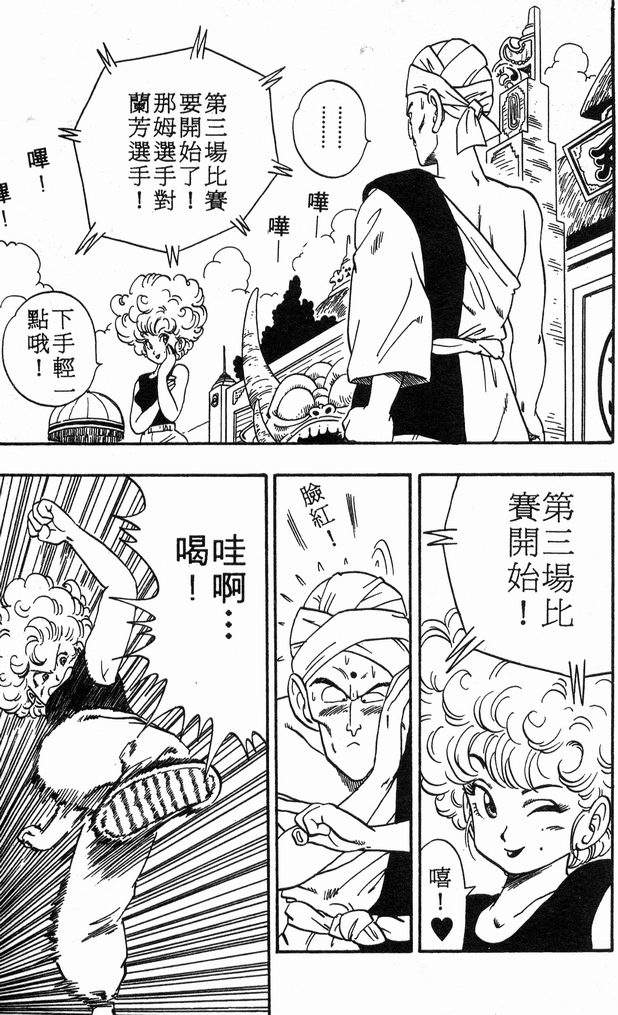 ……
第三場比賽
要開始了！
那姆選手對
蘭芳選手！
嘩
嘩
嗶！
嗶！
下手輕一
點哦！
第三場比
賽開始！
嘻！♥
臉紅！
哇啊…
喝！